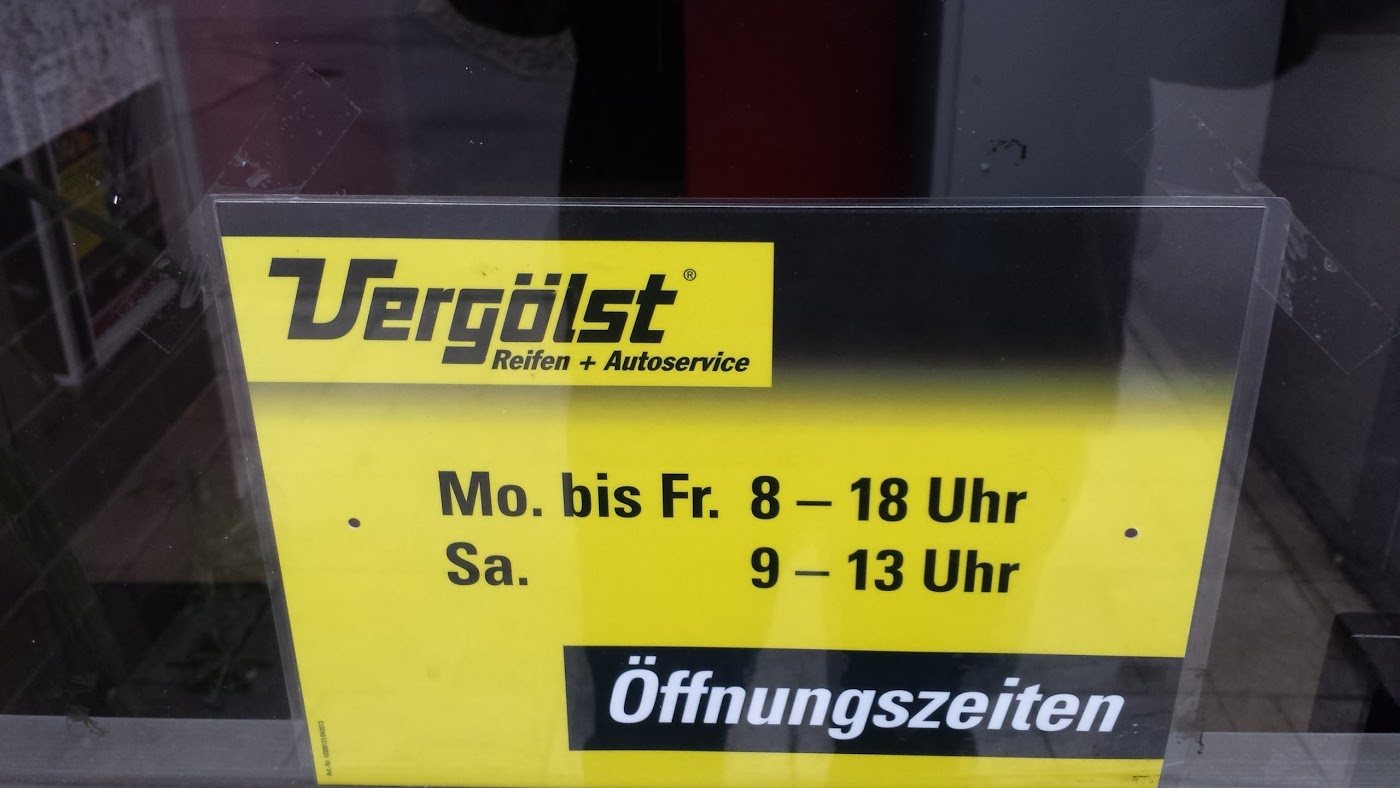 Vergölst®
Reifen + Autoservice
Mo. bis Fr. 8 – 18 Uhr
Sa. 9 – 13 Uhr
Öffnungszeiten